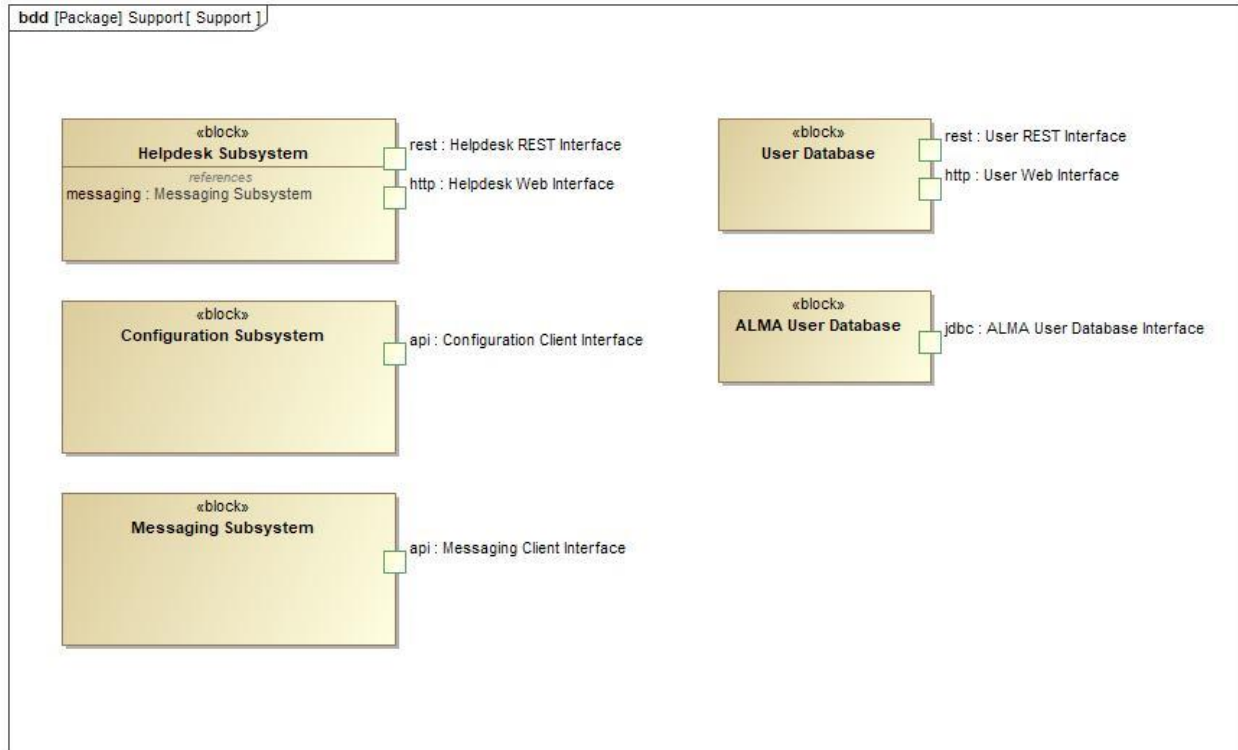 bdd [Package] Support [ Support ]
«block»
Helpdesk Subsystem
references
messaging : Messaging Subsystem
rest : Helpdesk REST Interface
http : Helpdesk Web Interface
«block»
User Database
rest : User REST Interface
http : User Web Interface
«block»
Configuration Subsystem
api : Configuration Client Interface
«block»
ALMA User Database
jdbc : ALMA User Database Interface
«block»
Messaging Subsystem
api : Messaging Client Interface